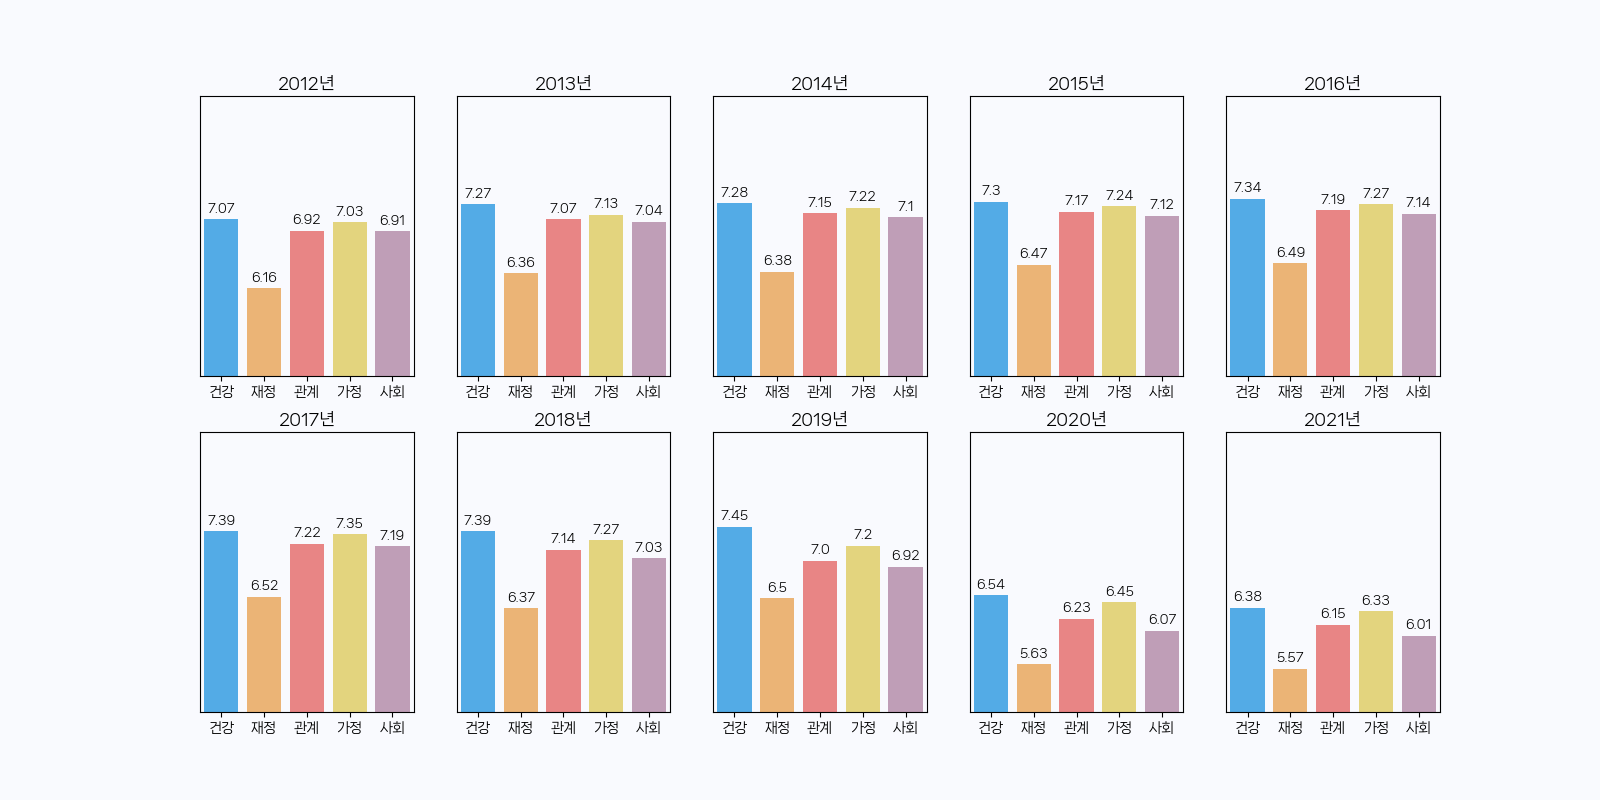 2012년
7.07
6.16
6.92
7.03
6.91
건강 재정 관계 가정 사회
2013년
7.27
6.36
7.07
7.13
7.04
건강 재정 관계 가정 사회
2014년
7.28
6.38
7.15
7.22
7.1
건강 재정 관계 가정 사회
2015년
7.3
6.47
7.17
7.24
7.12
건강 재정 관계 가정 사회
2016년
7.34
6.49
7.19
7.27
7.14
건강 재정 관계 가정 사회
2017년
7.39
6.52
7.22
7.35
7.19
건강 재정 관계 가정 사회
2018년
7.39
6.37
7.14
7.27
7.03
건강 재정 관계 가정 사회
2019년
7.45
6.5
7.0
7.2
6.92
건강 재정 관계 가정 사회
2020년
6.54
5.63
6.23
6.45
6.07
건강 재정 관계 가정 사회
2021년
6.38
5.57
6.15
6.33
6.01
건강 재정 관계 가정 사회